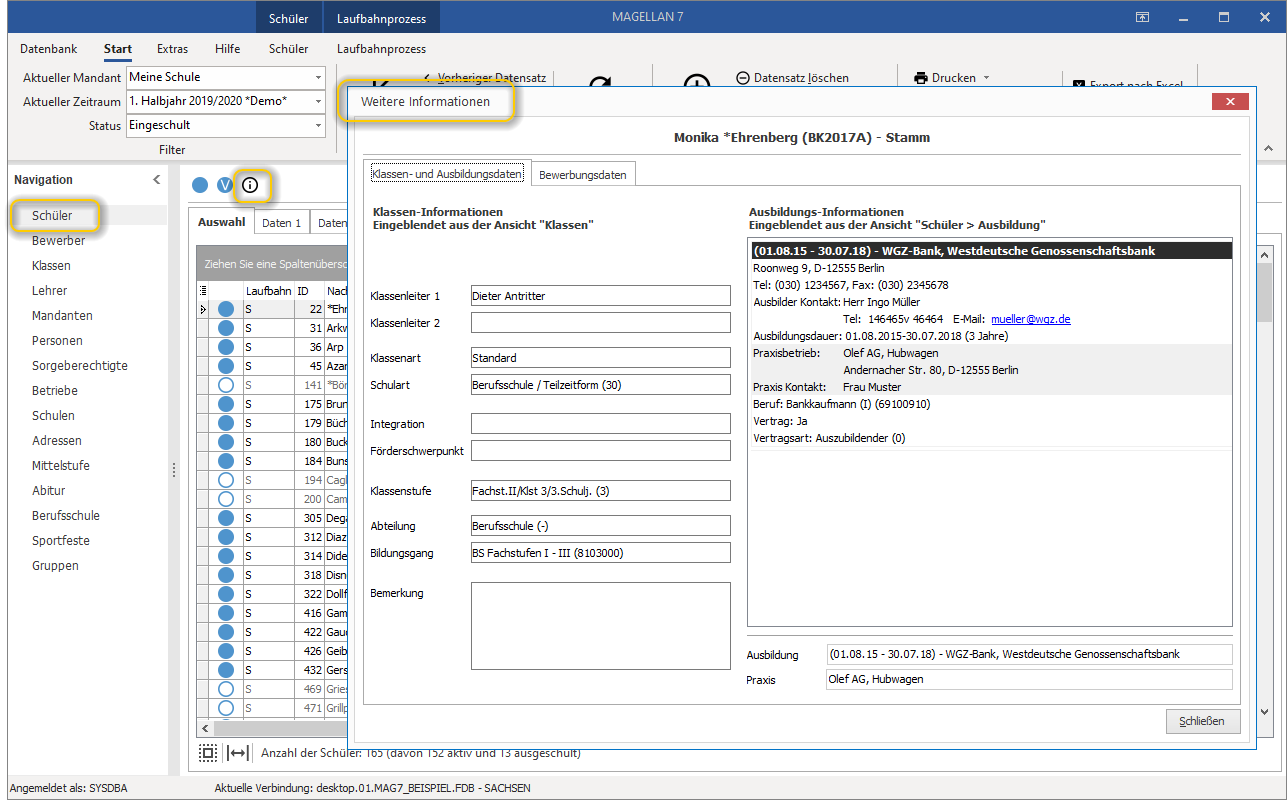 Schüler
Laufbahnprozess
MAGELLAN 7
Datenbank
Start
Extras
Hilfe
Schüler
Laufbahnprozess
Aktueller Mandant
Meine Schule
Aktueller Zeitraum
1. Halbjahr 2019/2020 *Demo*
Status
Eingeschult
Filter
Vorheriger Datensatz
Datensatz löschen
Drucken
Export nach Excel
Navigation
Schüler
Bewerber
Klassen
Lehrer
Mandanten
Personen
Sorgeberechtigte
Betriebe
Schulen
Adressen
Mittelstufe
Abitur
Berufsschule
Sportfeste
Gruppen
V
Auswahl
Daten 1
Daten
Ziehen Sie eine Spaltenübersc
Laufbahn ID Nach
S 22 *Ehr
S 31 Arkw
S 36 Arp
S 45 Azar
S 141 *Bör
S 175 Brun
S 179 Büch
S 180 Buck
S 184 Buns
S 194 Cagl
S 200 Cam
S 305 Dega
S 312 Diaz
S 314 Dide
S 318 Disn
S 322 Dollf
S 416 Gam
S 422 Gaud
S 426 Geib
S 432 Gers
S 469 Gries
S 471 Grillp
Anzahl der Schüler: 165 (davon 152 aktiv und 13 ausgeschult)
Weitere Informationen
Monika *Ehrenberg (BK2017A) - Stamm
Klassen- und Ausbildungsdaten
Bewerbungsdaten
Klassen-Informationen
Eingeblendet aus der Ansicht "Klassen"
Klassenleiter 1
Dieter Antritter
Klassenleiter 2
Klassenart
Standard
Schulart
Berufsschule / Teilzeitform (30)
Integration
Förderschwerpunkt
Klassenstufe
Fachst.II/Klst 3/3.Schulj. (3)
Abteilung
Berufsschule (-)
Bildungsgang
BS Fachstufen I - III (8103000)
Bemerkung
Ausbildungs-Informationen
Eingeblendet aus der Ansicht "Schüler > Ausbildung"
(01.08.15 - 30.07.18) - WGZ-Bank, Westdeutsche Genossenschaftsbank
Roonweg 9, D-12555 Berlin
Tel: (030) 1234567, Fax: (030) 2345678
Ausbilder Kontakt: Herr Ingo Müller
Tel: 146465v 46464 E-Mail: mueller@wgz.de
Ausbildungsdauer: 01.08.2015-30.07.2018 (3 Jahre)
Praxisbetrieb: Olef AG, Hubwagen
Andernacher Str. 80, D-12555 Berlin
Praxis Kontakt: Frau Muster
Beruf: Bankkaufmann (I) (69100910)
Vertrag: Ja
Vertragsart: Auszubildender (0)
Ausbildung
(01.08.15 - 30.07.18) - WGZ-Bank, Westdeutsche Genossenschaftsbank
Praxis
Olef AG, Hubwagen
Schließen
Angemeldet als: SYSDBA
Aktuelle Verbindung: desktop.01.MAG7_BEISPIEL.FDB - SACHSEN